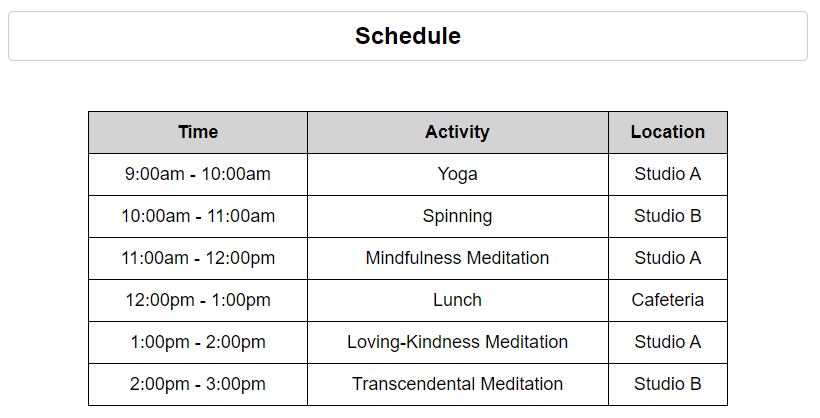 Schedule
Time Activity Location
9:00am - 10:00am Yoga Studio A
10:00am - 11:00am Spinning Studio B
11:00am - 12:00pm Mindfulness Meditation Studio A
12:00pm - 1:00pm Lunch Cafeteria
1:00pm - 2:00pm Loving-Kindness Meditation Studio A
2:00pm - 3:00pm Transcendental Meditation Studio B